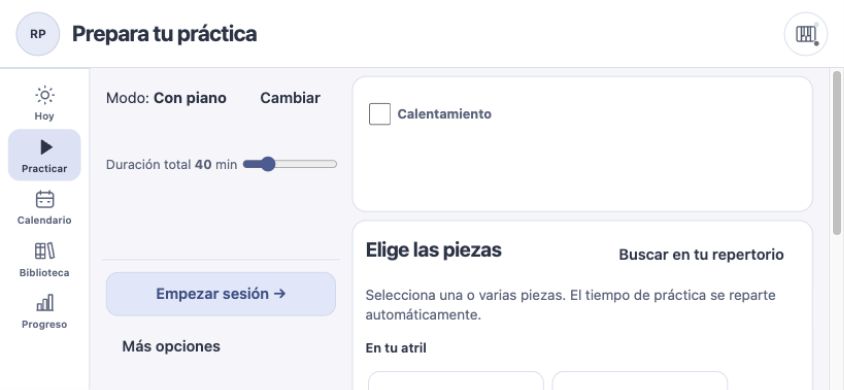 RP
Prepara tu práctica
Hoy
Practicar
Calendario
Biblioteca
Progreso
Modo: Con piano
Cambiar
Duración total 40 min
Empezar sesión →
Más opciones
Calentamiento
Elige las piezas
Buscar en tu repertorio
Selecciona una o varias piezas. El tiempo de práctica se reparte
automáticamente.
En tu atril